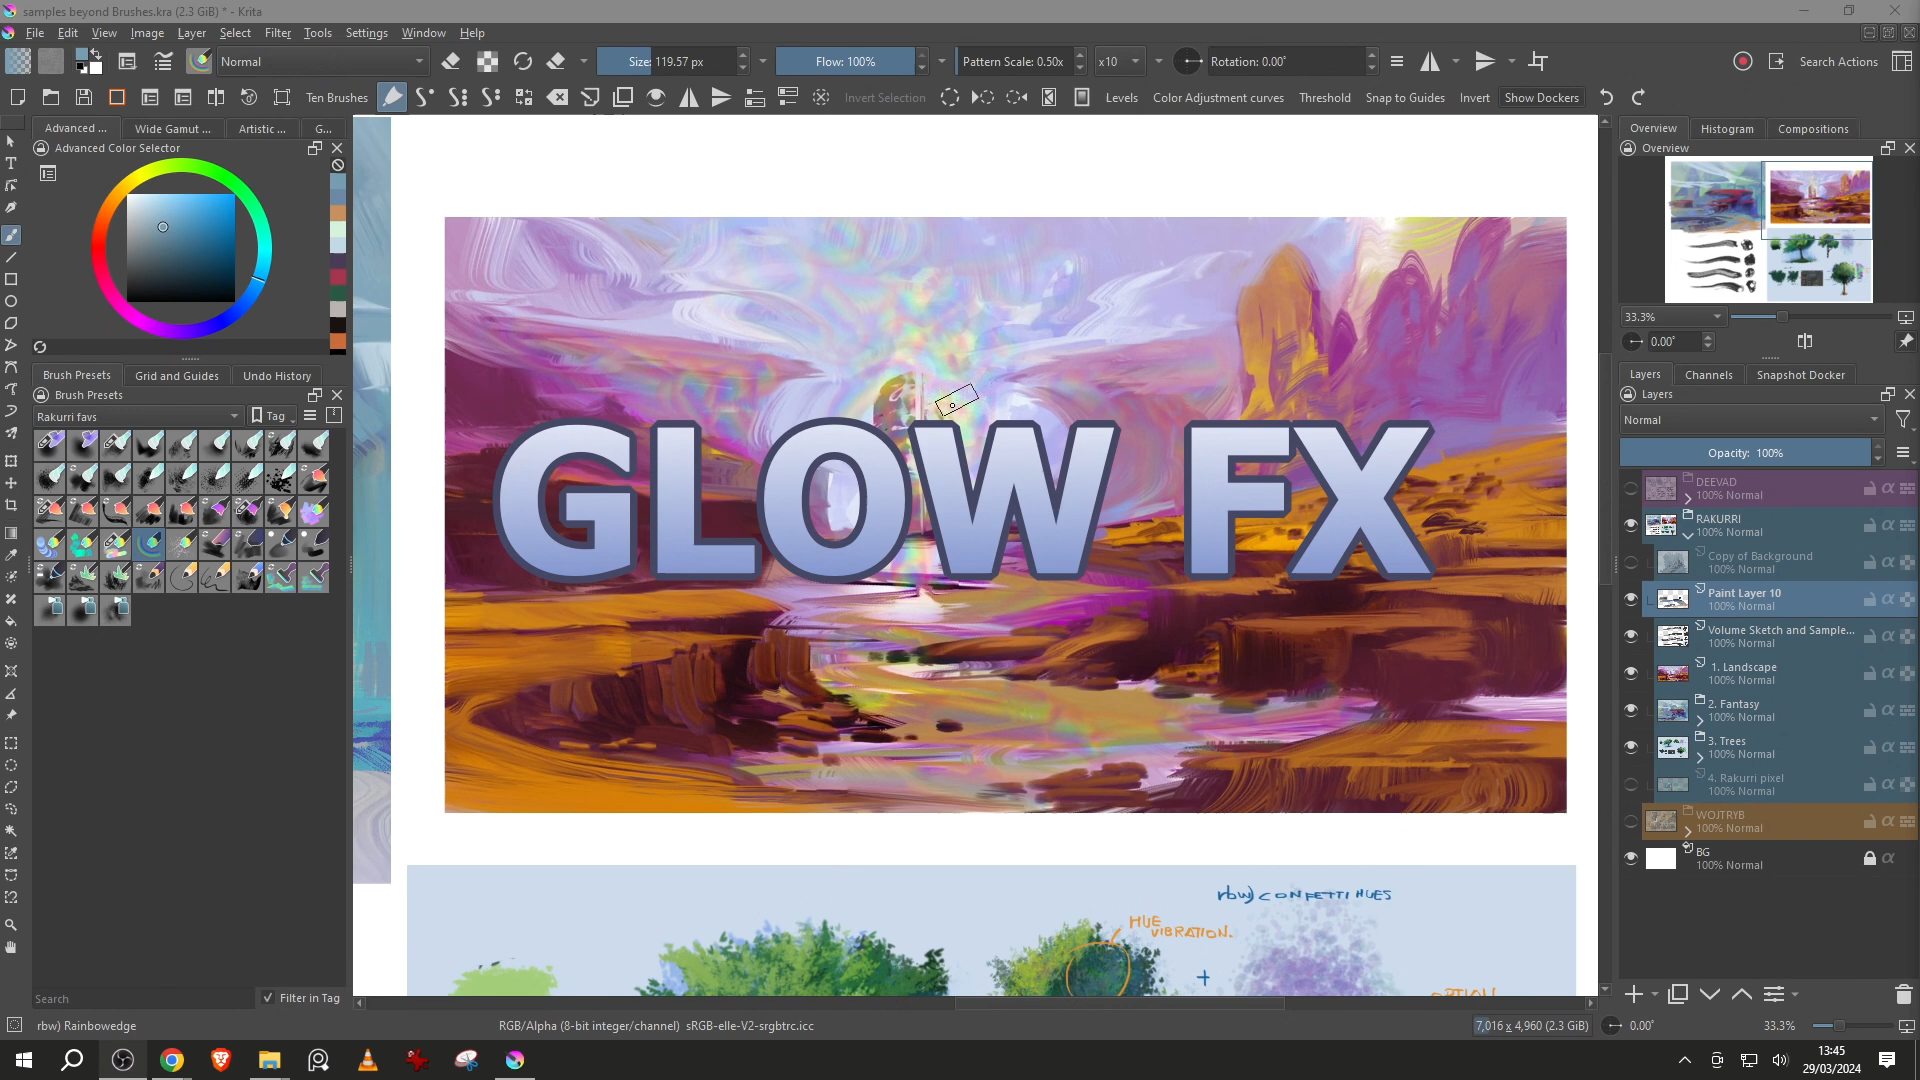 samples beyond Brushes.kra (2.3 GiB) * - Krita
File Edit View Image Layer Select Filter Tools Settings Window Help
Normal
Size: 119.57 px
Flow: 100%
Pattern Scale: 0.50x
x10
Rotation: 0.00°
Search Actions
Ten Brushes
Invert Selection
Levels
Color Adjustment curves
Threshold
Snap to Guides
Invert
Show Dockers
Advanced ...
Wide Gamut ...
Artistic ...
G...
Advanced Color Selector
Brush Presets
Grid and Guides
Undo History
Brush Presets
Rakurri favs
Tag
Search
Filter in Tag
GLOW FX
rbw) CONFETTI HUES
HUE
VIBRATION.
+
OPTION
Overview
Histogram
Compositions
Overview
33.3%
0.00°
Layers
Channels
Snapshot Docker
Layers
Normal
Opacity: 100%
DEEVAD
100% Normal
RAKURRI
100% Normal
Copy of Background
100% Normal
Paint Layer 10
100% Normal
Volume Sketch and Sample...
100% Normal
1. Landscape
100% Normal
2. Fantasy
100% Normal
3. Trees
100% Normal
4. Rakurri pixel
100% Normal
WOJTRYB
100% Normal
BG
100% Normal
rbw) Rainbowedge
RGB/Alpha (8-bit integer/channel) sRGB-elle-V2-srgbtrc.icc
7,016 x 4,960 (2.3 GiB)
0.00°
33.3%
13:45
29/03/2024